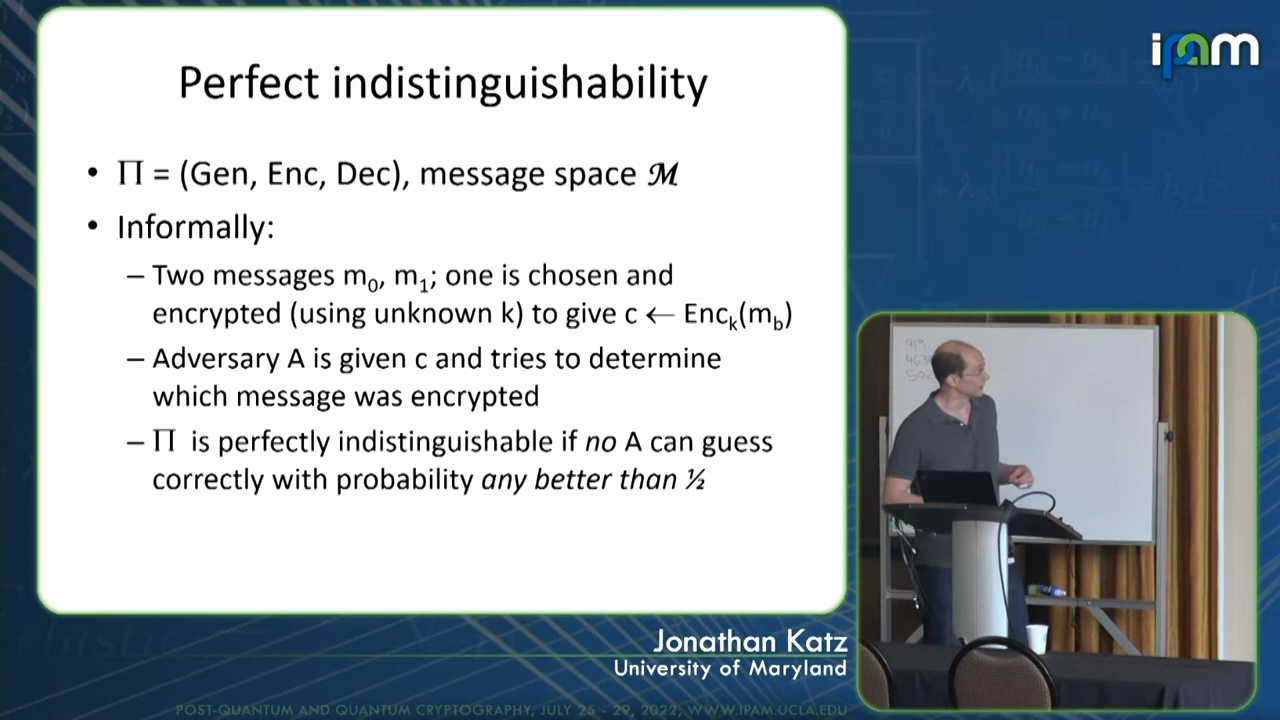 Perfect indistinguishability
• Π = (Gen, Enc, Dec), message space ℳ
• Informally:
– Two messages m₀, m₁; one is chosen and
encrypted (using unknown k) to give c ← Encₖ(m_b)
– Adversary A is given c and tries to determine
which message was encrypted
– Π is perfectly indistinguishable if no A can guess
correctly with probability any better than ½
ipam
919
Jonathan Katz
University of Maryland
POST-QUANTUM AND QUANTUM CRYPTOGRAPHY, JULY 25 - 29, 2022, WWW.IPAM.UCLA.EDU